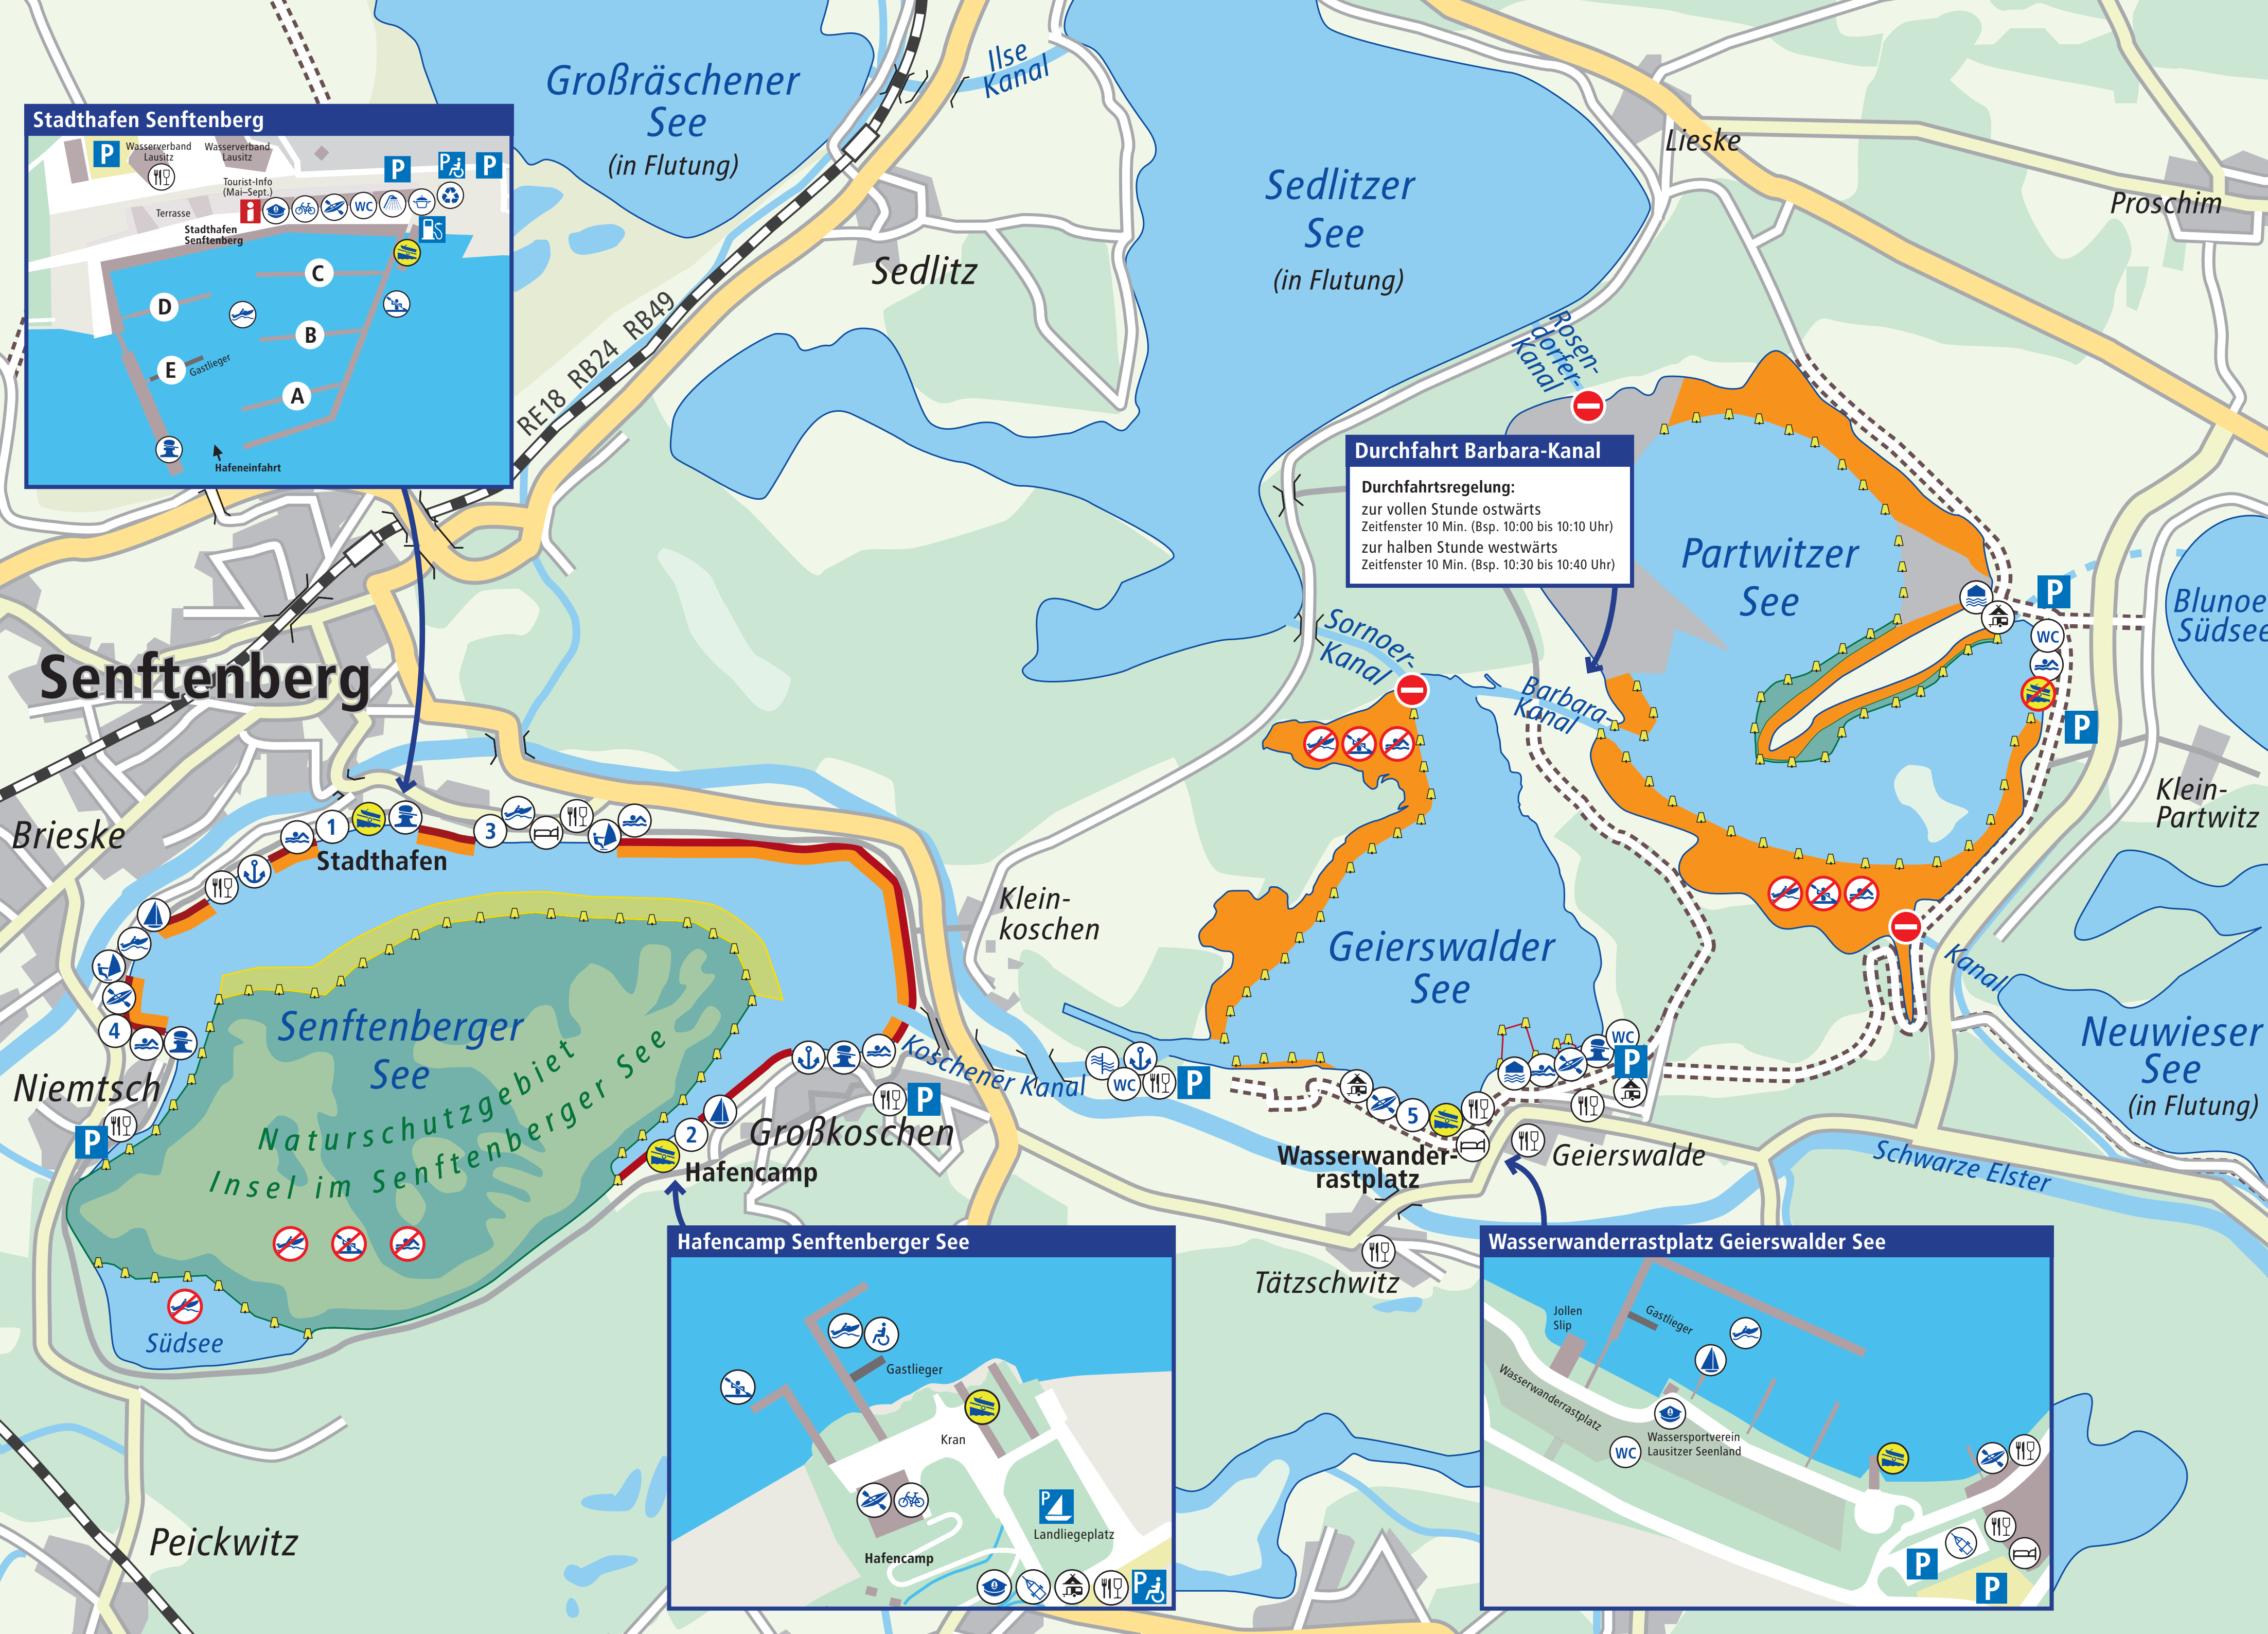 Großräschener
See
(in Flutung)
Ilse
Kanal
Sedlitzer
See
(in Flutung)
Lieske
Proschim
Sedlitz
RE18 RB24 RB49
Stadthafen Senftenberg
P
Wasserverband
Lausitz
Wasserverband
Lausitz
P
P
P
Tourist-Info
(Mai–Sept.)
i
WC
Terrasse
Stadthafen
Senftenberg
C
D
B
E
Gastlieger
A
Hafeneinfahrt
Rosen-
dorfer-
Kanal
Durchfahrt Barbara-Kanal
Durchfahrtsregelung:
zur vollen Stunde ostwärts
Zeitfenster 10 Min. (Bsp. 10:00 bis 10:10 Uhr)
zur halben Stunde westwärts
Zeitfenster 10 Min. (Bsp. 10:30 bis 10:40 Uhr)
Partwitzer
See
P
WC
P
Blunoer
Südsee
Sornoer-
Kanal
Barbara-
Kanal
Klein-
Partwitz
Senftenberg
Brieske
1
Stadthafen
3
4
Niemtsch
P
Senftenberger
See
Naturschutzgebiet
Insel im Senftenberger See
Südsee
2
Hafencamp
Großkoschen
P
Koschener Kanal
Klein-
koschen
WC
P
Geierswalder
See
WC
P
5
Wasserwander-
rastplatz
Geierswalde
Tätzschwitz
Kanal
Neuwieser
See
(in Flutung)
Schwarze Elster
Peickwitz
Hafencamp Senftenberger See
Gastlieger
Kran
P
Landliegeplatz
Hafencamp
P
Wasserwanderrastplatz Geierswalder See
Jollen
Slip
Gastlieger
Wasserwanderrastplatz
Wassersportverein
Lausitzer Seenland
WC
P
P